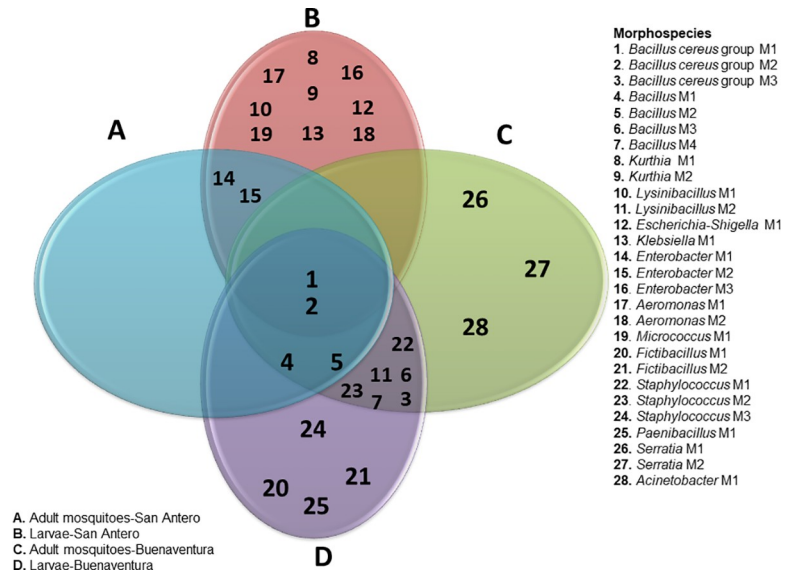 B
8
17
16
9
10
12
19
13
18
A
C
14
15
26
27
1
2
28
22
4
5
11
6
23
7
3
24
20
21
25
D
Morphospecies
1. Bacillus cereus group M1
2. Bacillus cereus group M2
3. Bacillus cereus group M3
4. Bacillus M1
5. Bacillus M2
6. Bacillus M3
7. Bacillus M4
8. Kurthia M1
9. Kurthia M2
10. Lysinibacillus M1
11. Lysinibacillus M2
12. Escherichia-Shigella M1
13. Klebsiella M1
14. Enterobacter M1
15. Enterobacter M2
16. Enterobacter M3
17. Aeromonas M1
18. Aeromonas M2
19. Micrococcus M1
20. Fictibacillus M1
21. Fictibacillus M2
22. Staphylococcus M1
23. Staphylococcus M2
24. Staphylococcus M3
25. Paenibacillus M1
26. Serratia M1
27. Serratia M2
28. Acinetobacter M1
A. Adult mosquitoes-San Antero
B. Larvae-San Antero
C. Adult mosquitoes-Buenaventura
D. Larvae-Buenaventura